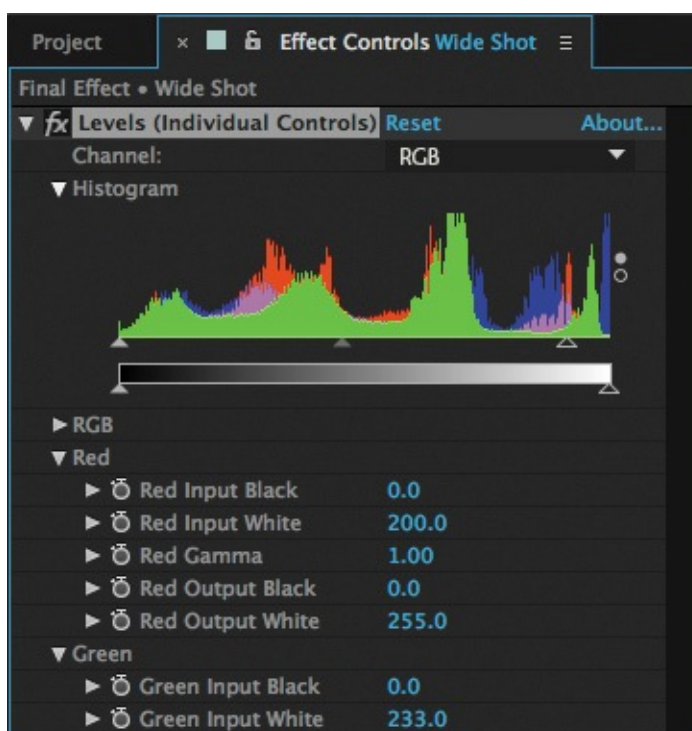 Project × Effect Controls Wide Shot
Final Effect • Wide Shot
fx Levels (Individual Controls) Reset About...
Channel: RGB
Histogram
RGB
Red
Red Input Black 0.0
Red Input White 200.0
Red Gamma 1.00
Red Output Black 0.0
Red Output White 255.0
Green
Green Input Black 0.0
Green Input White 233.0